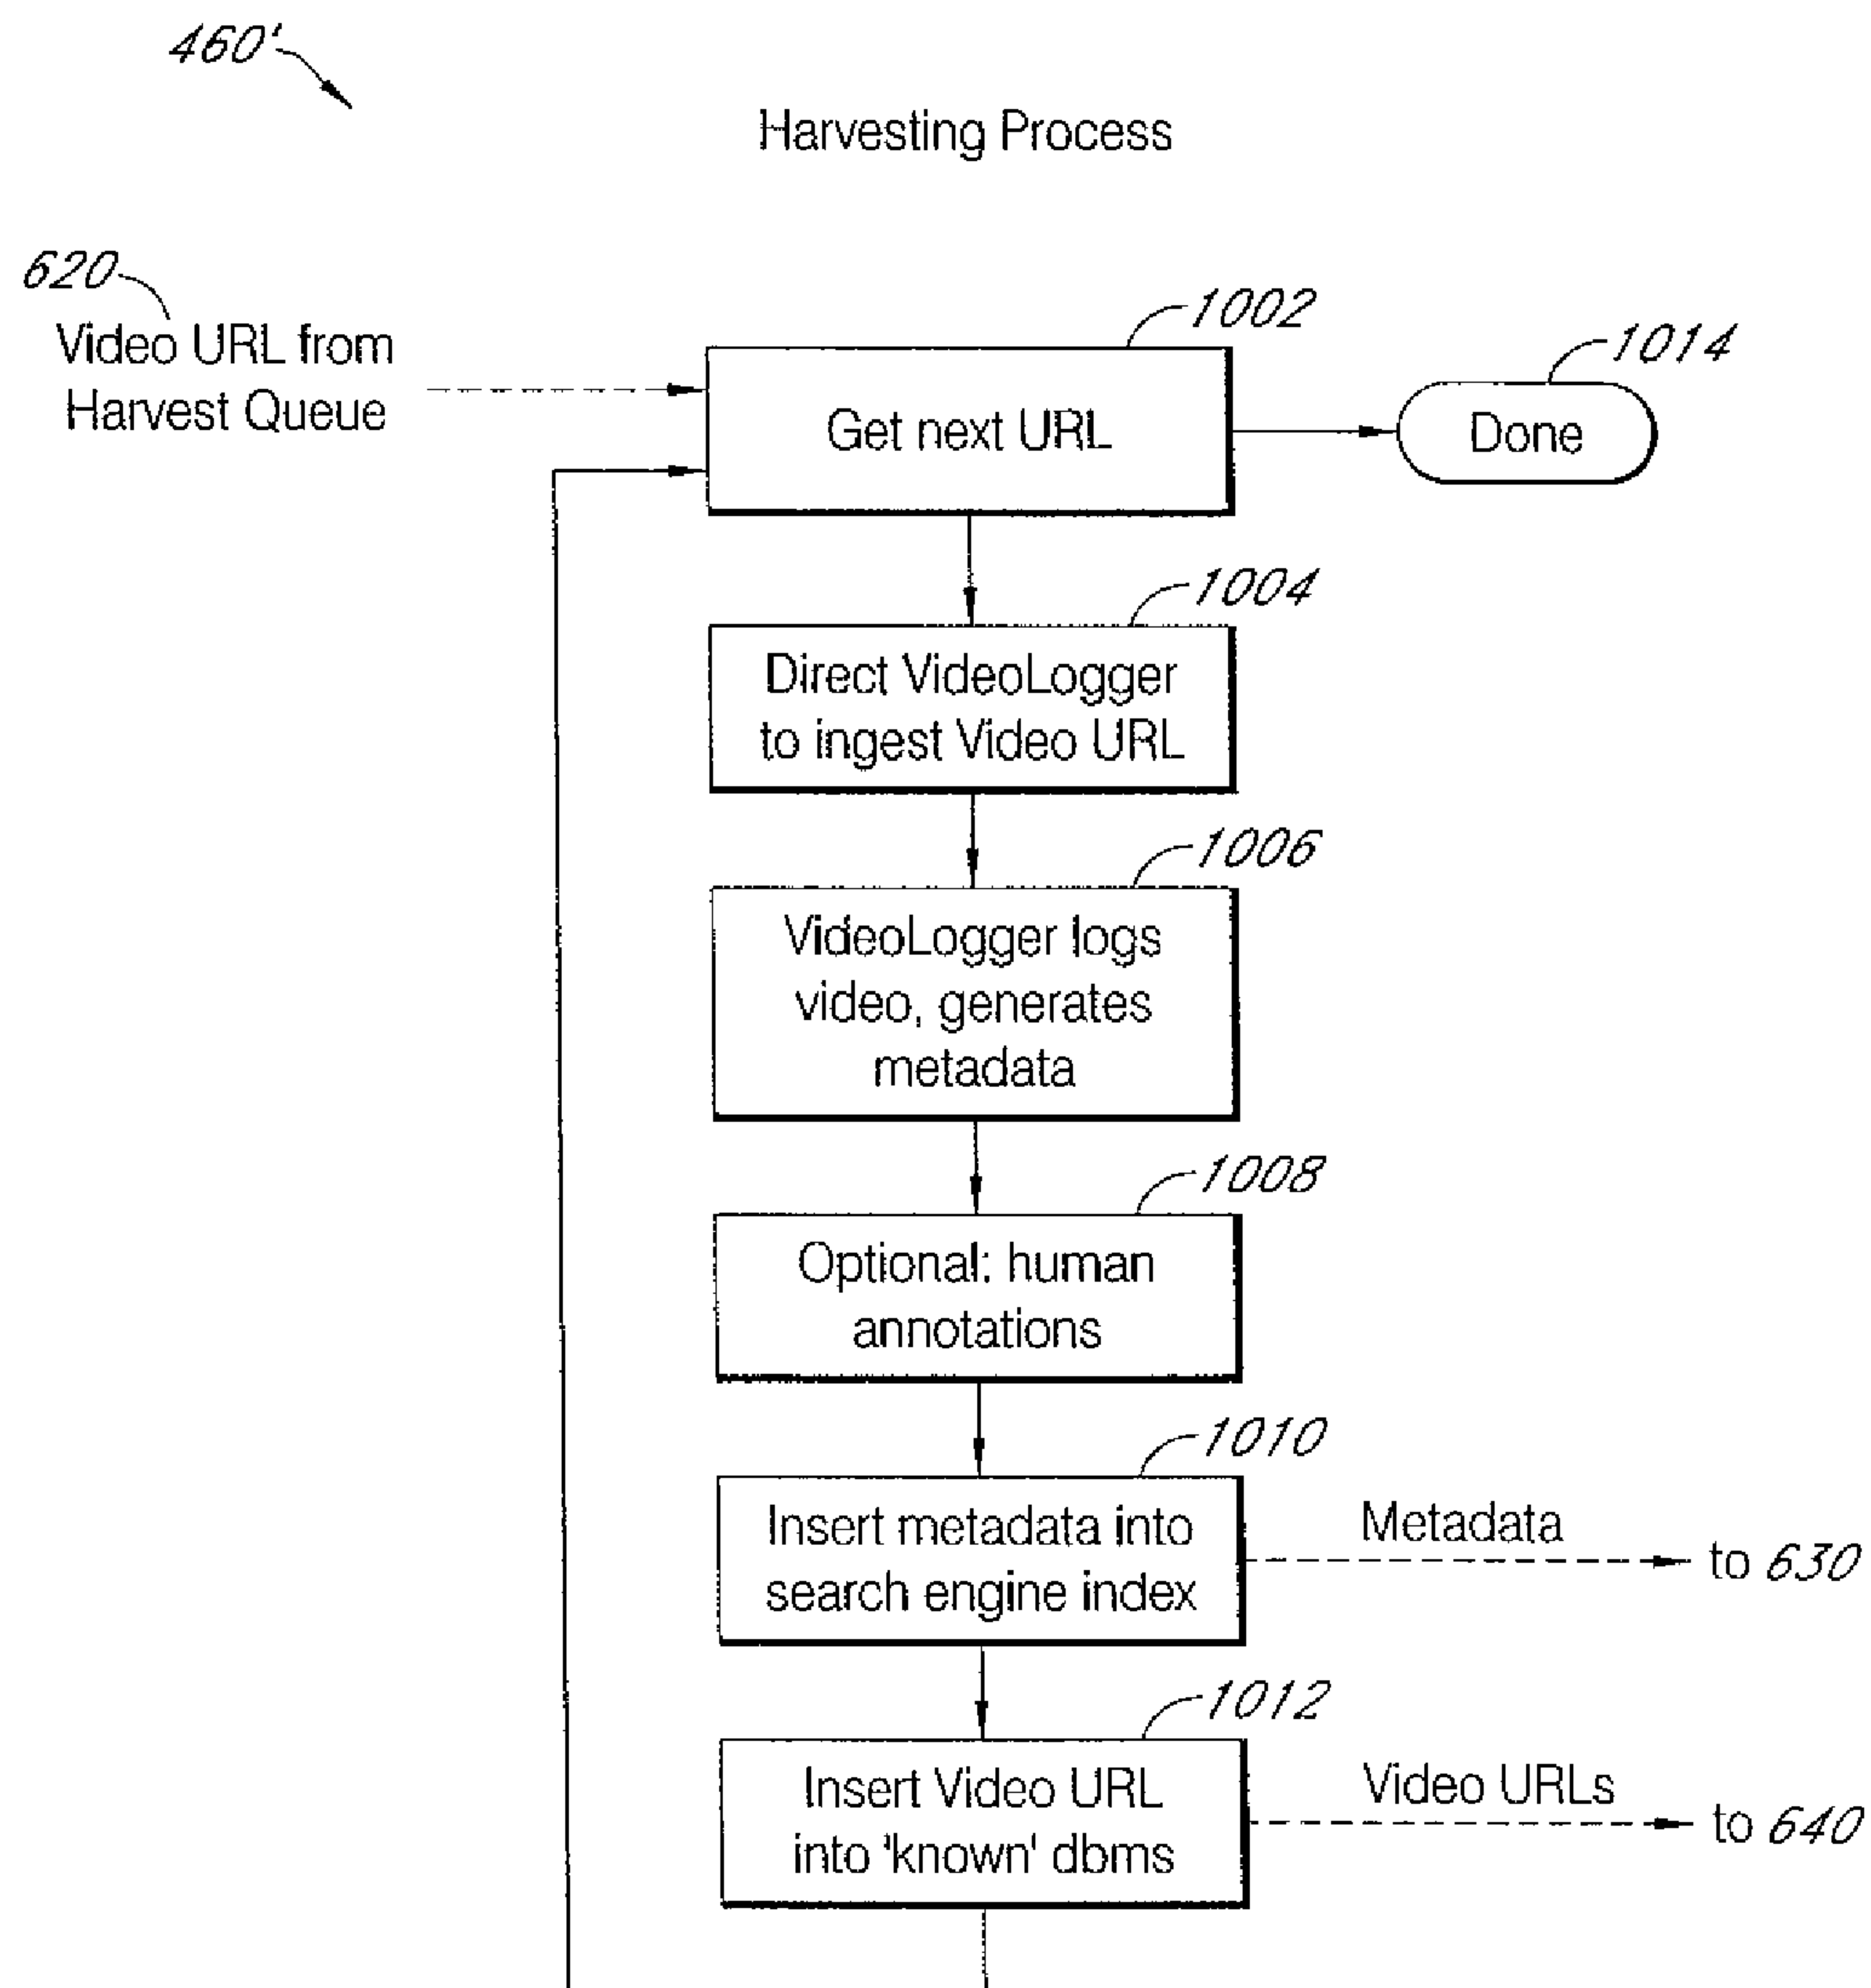 460'
Harvesting Process
620
Video URL from
Harvest Queue
1002
Get next URL
1014
Done
1004
Direct VideoLogger
to ingest Video URL
1006
VideoLogger logs
video, generates
metadata
1008
Optional: human
annotations
1010
Insert metadata into
search engine index
Metadata
to 630
1012
Insert Video URL
into 'known' dbms
Video URLs
to 640